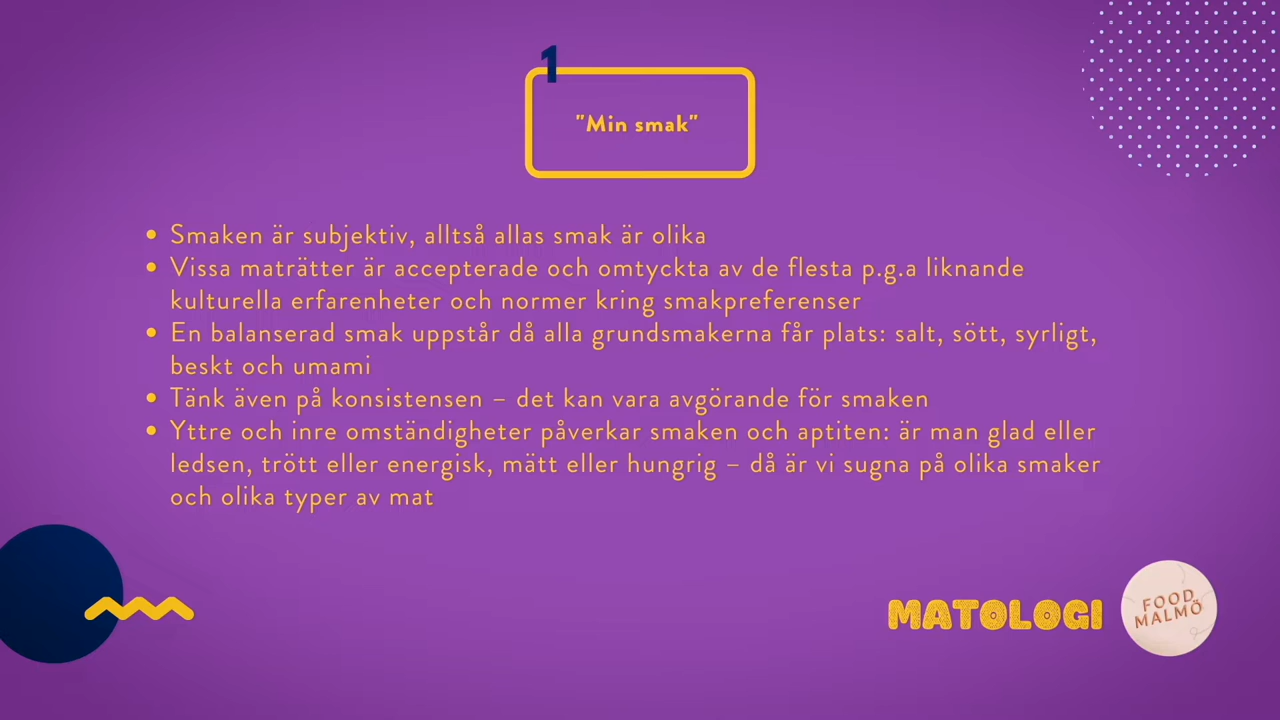 1
"Min smak"
• Smaken är subjektiv, alltså allas smak är olika
• Vissa maträtter är accepterade och omtyckta av de flesta p.g.a liknande
kulturella erfarenheter och normer kring smakpreferenser
• En balanserad smak uppstår då alla grundsmakerna får plats: salt, sött, syrligt,
beskt och umami
• Tänk även på konsistensen – det kan vara avgörande för smaken
• Yttre och inre omständigheter påverkar smaken och aptiten: är man glad eller
ledsen, trött eller energisk, mätt eller hungrig – då är vi sugna på olika smaker
och olika typer av mat
MATOLOGI
FOOD
MALMÖ